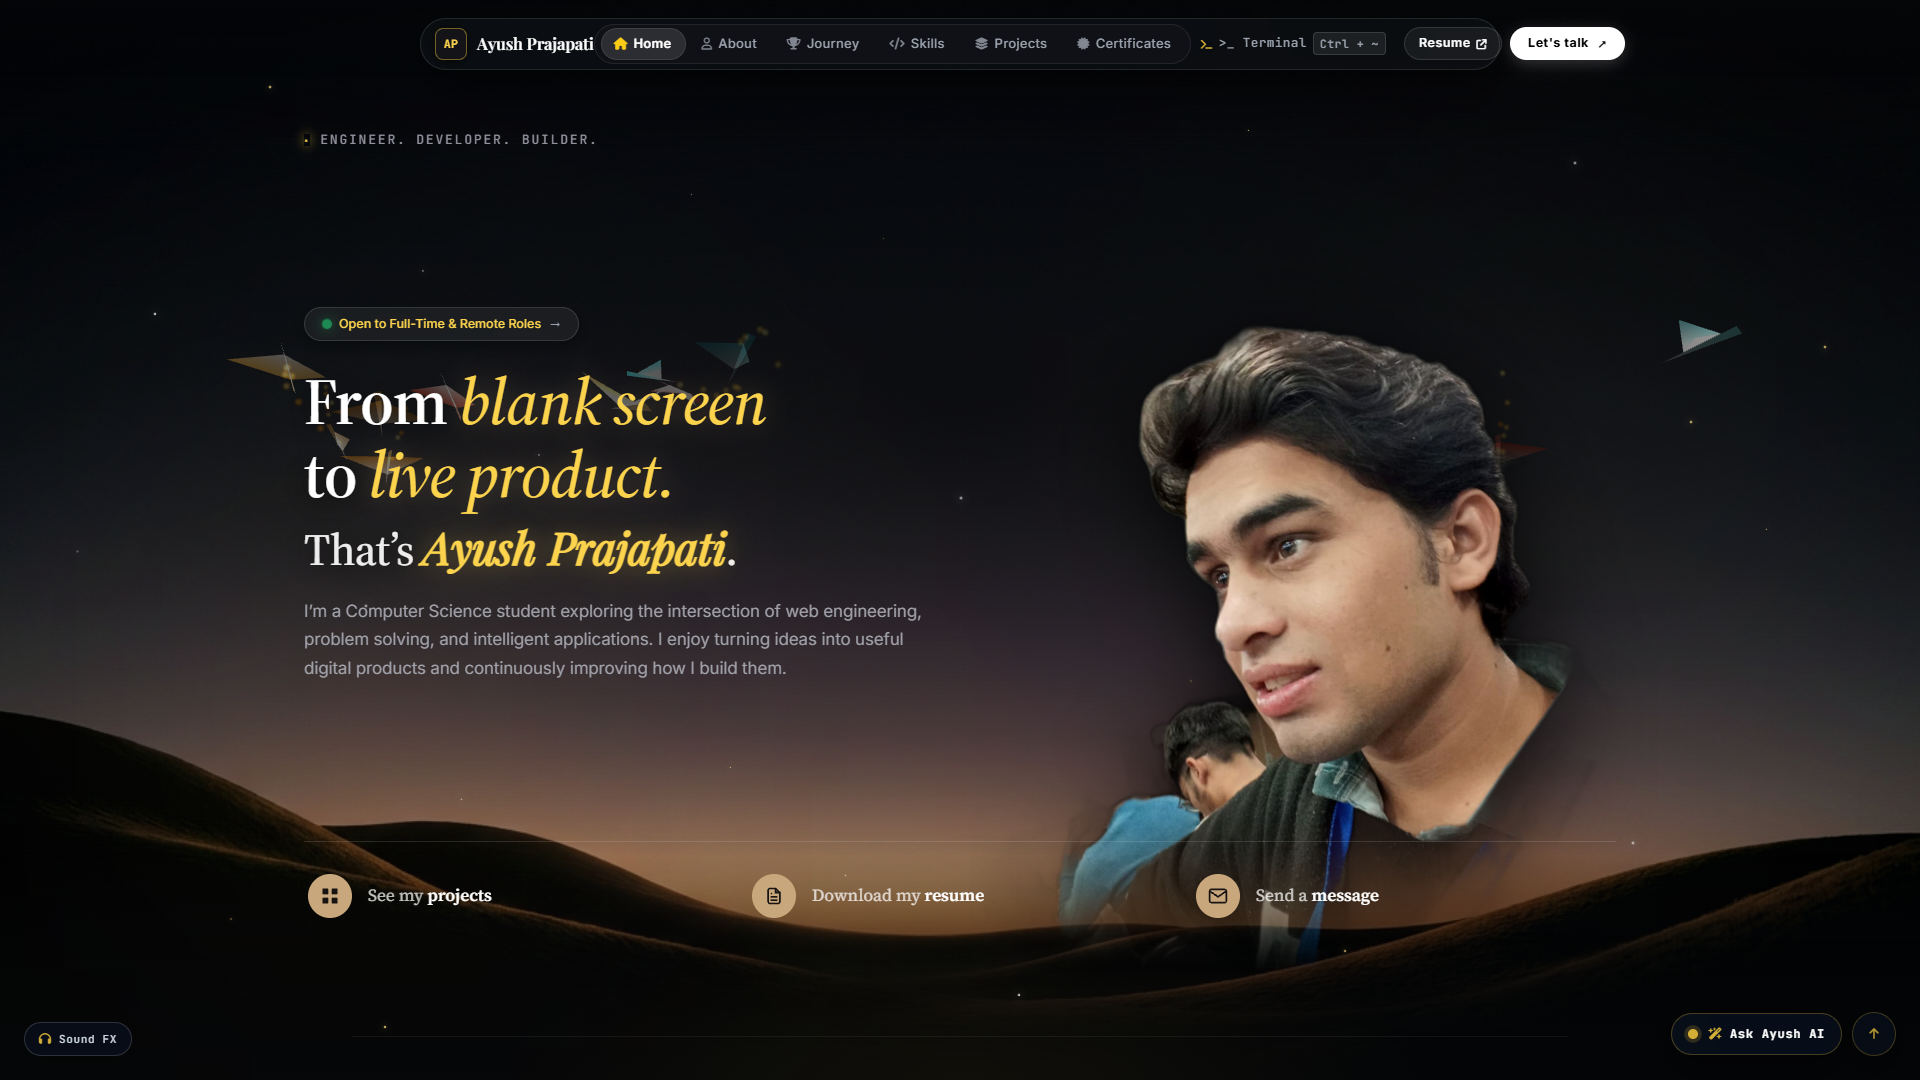 AP Ayush Prajapati Home About Journey Skills Projects Certificates >_ Terminal Ctrl + ~ Resume Let's talk ↗
ENGINEER. DEVELOPER. BUILDER.
Open to Full-Time & Remote Roles →
From blank screen
to live product.
That's Ayush Prajapati.
I'm a Computer Science student exploring the intersection of web engineering,
problem solving, and intelligent applications. I enjoy turning ideas into useful
digital products and continuously improving how I build them.
See my projects
Download my resume
Send a message
Sound FX
Ask Ayush AI